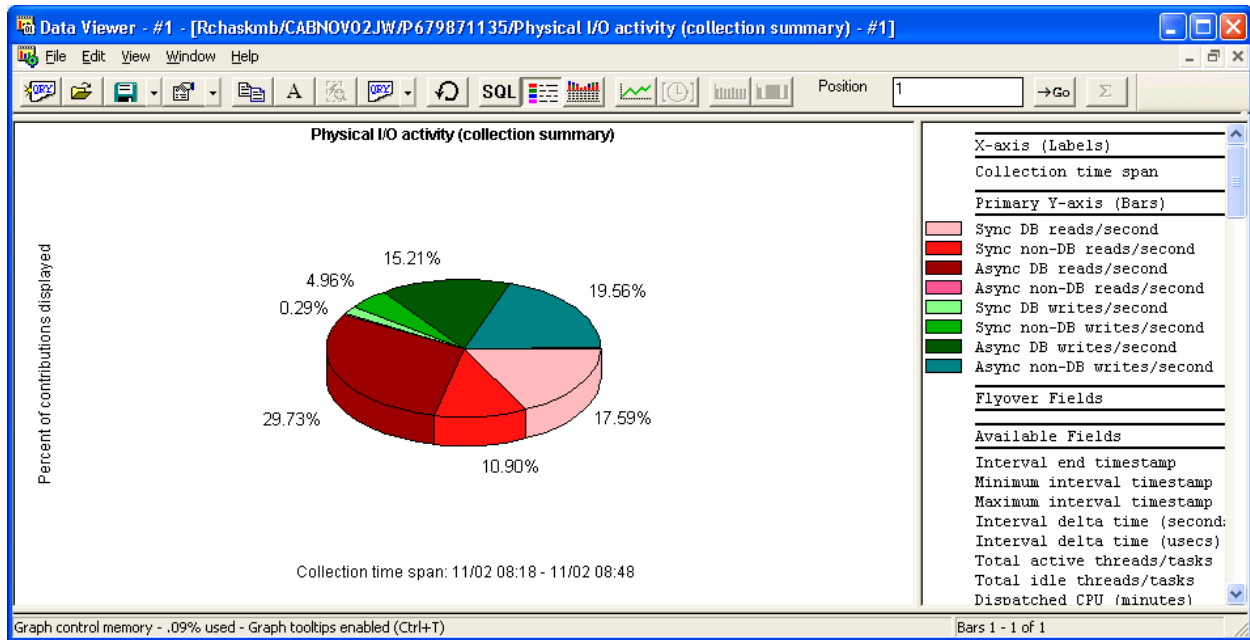 Data Viewer - #1 - [Rchaskmb/CABNOV02JW/P679871135/Physical I/O activity (collection summary) - #1]
File Edit View Window Help
QRY A QRY SQL Position 1 →Go Σ
Physical I/O activity (collection summary)
Percent of contributions displayed
15.21%
4.96%
19.56%
0.29%
29.73%
17.59%
10.90%
Collection time span: 11/02 08:18 - 11/02 08:48
X-axis (Labels)
Collection time span
Primary Y-axis (Bars)
Sync DB reads/second
Sync non-DB reads/second
Async DB reads/second
Async non-DB reads/second
Sync DB writes/second
Sync non-DB writes/second
Async DB writes/second
Async non-DB writes/second
Flyover Fields
Available Fields
Interval end timestamp
Minimum interval timestamp
Maximum interval timestamp
Interval delta time (second
Interval delta time (usecs)
Total active threads/tasks
Total idle threads/tasks
Dispatched CPU (minutes)
Graph control memory - .09% used - Graph tooltips enabled (Ctrl+T)
Bars 1 - 1 of 1